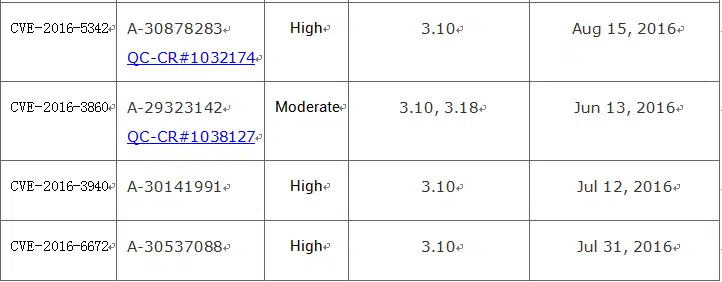 CVE-2016-5342 A-30878283 High 3.10 Aug 15, 2016
QC-CR#1032174
CVE-2016-3860 A-29323142 Moderate 3.10, 3.18 Jun 13, 2016
QC-CR#1038127
CVE-2016-3940 A-30141991 High 3.10 Jul 12, 2016
CVE-2016-6672 A-30537088 High 3.10 Jul 31, 2016